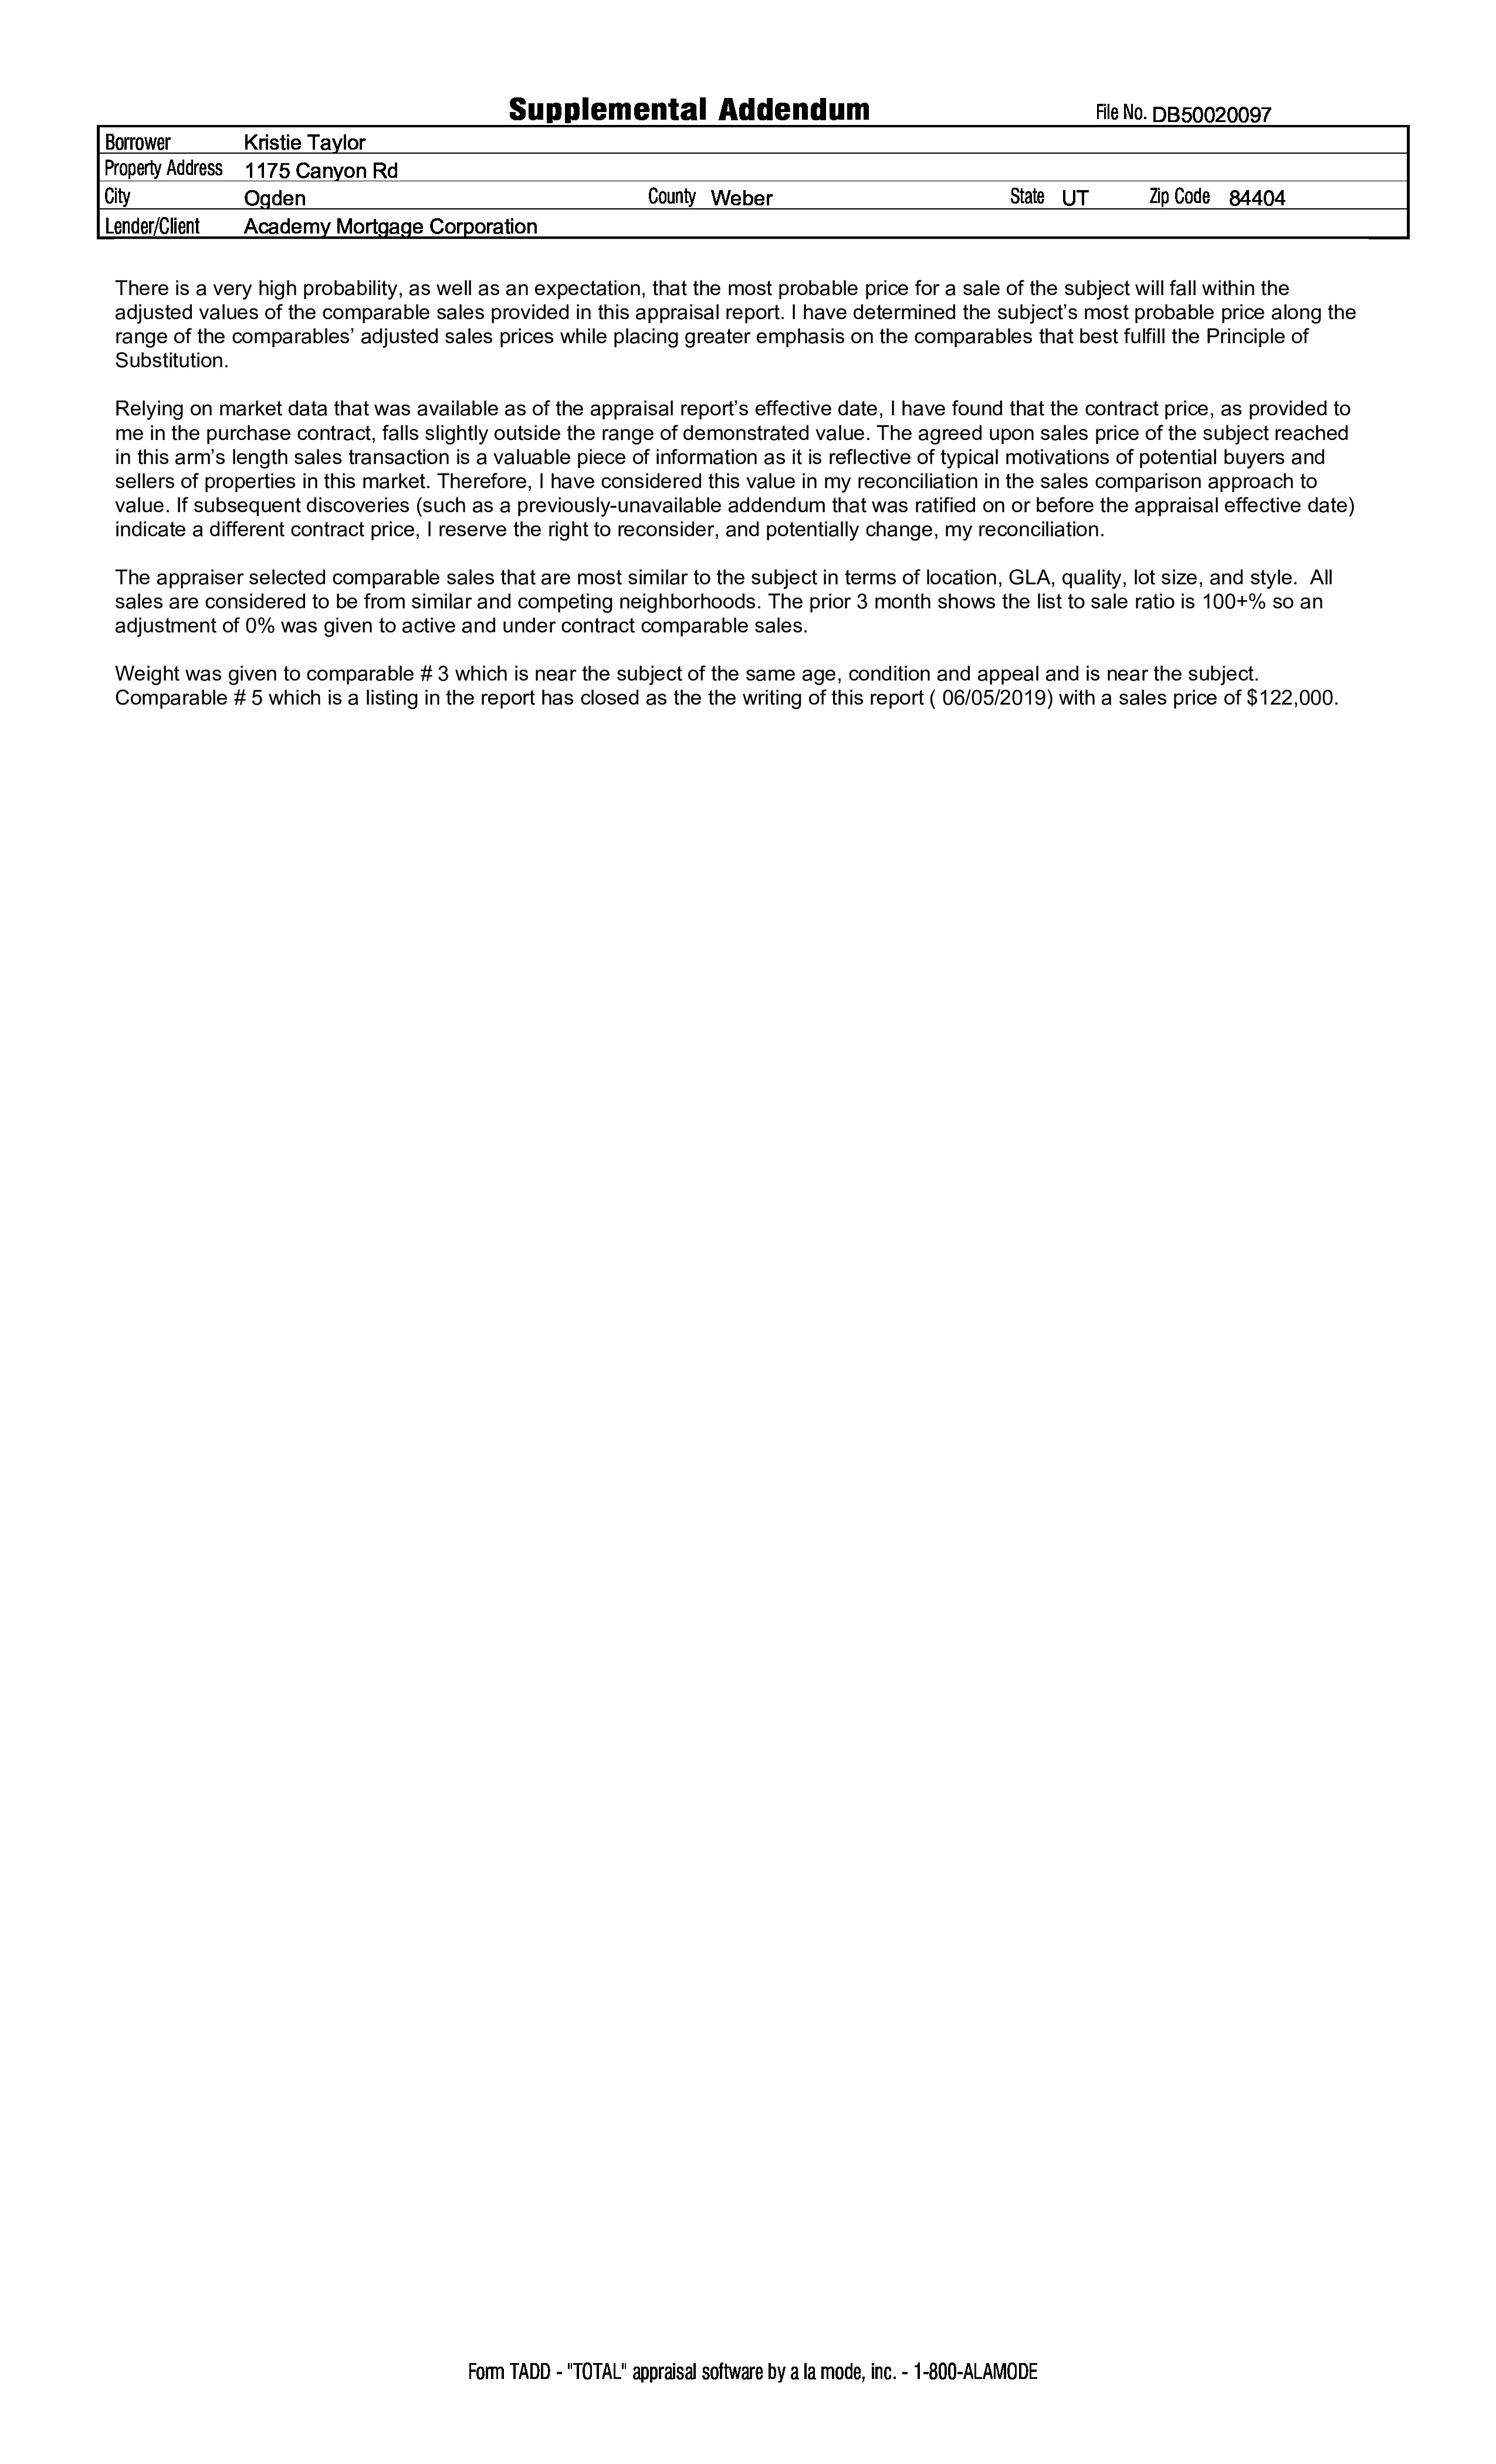 Supplemental Addendum File No. DB50020097
Borrower Kristie Taylor
Property Address 1175 Canyon Rd
City Ogden County Weber State UT Zip Code 84404
Lender/Client Academy Mortgage Corporation
There is a very high probability, as well as an expectation, that the most probable price for a sale of the subject will fall within the
adjusted values of the comparable sales provided in this appraisal report. I have determined the subject’s most probable price along the
range of the comparables’ adjusted sales prices while placing greater emphasis on the comparables that best fulfill the Principle of
Substitution.
Relying on market data that was available as of the appraisal report’s effective date, I have found that the contract price, as provided to
me in the purchase contract, falls slightly outside the range of demonstrated value. The agreed upon sales price of the subject reached
in this arm’s length sales transaction is a valuable piece of information as it is reflective of typical motivations of potential buyers and
sellers of properties in this market. Therefore, I have considered this value in my reconciliation in the sales comparison approach to
value. If subsequent discoveries (such as a previously-unavailable addendum that was ratified on or before the appraisal effective date)
indicate a different contract price, I reserve the right to reconsider, and potentially change, my reconciliation.
The appraiser selected comparable sales that are most similar to the subject in terms of location, GLA, quality, lot size, and style. All
sales are considered to be from similar and competing neighborhoods. The prior 3 month shows the list to sale ratio is 100+% so an
adjustment of 0% was given to active and under contract comparable sales.
Weight was given to comparable # 3 which is near the subject of the same age, condition and appeal and is near the subject.
Comparable # 5 which is a listing in the report has closed as the the writing of this report ( 06/05/2019) with a sales price of $122,000.
Form TADD - "TOTAL" appraisal software by a la mode, inc. - 1-800-ALAMODE